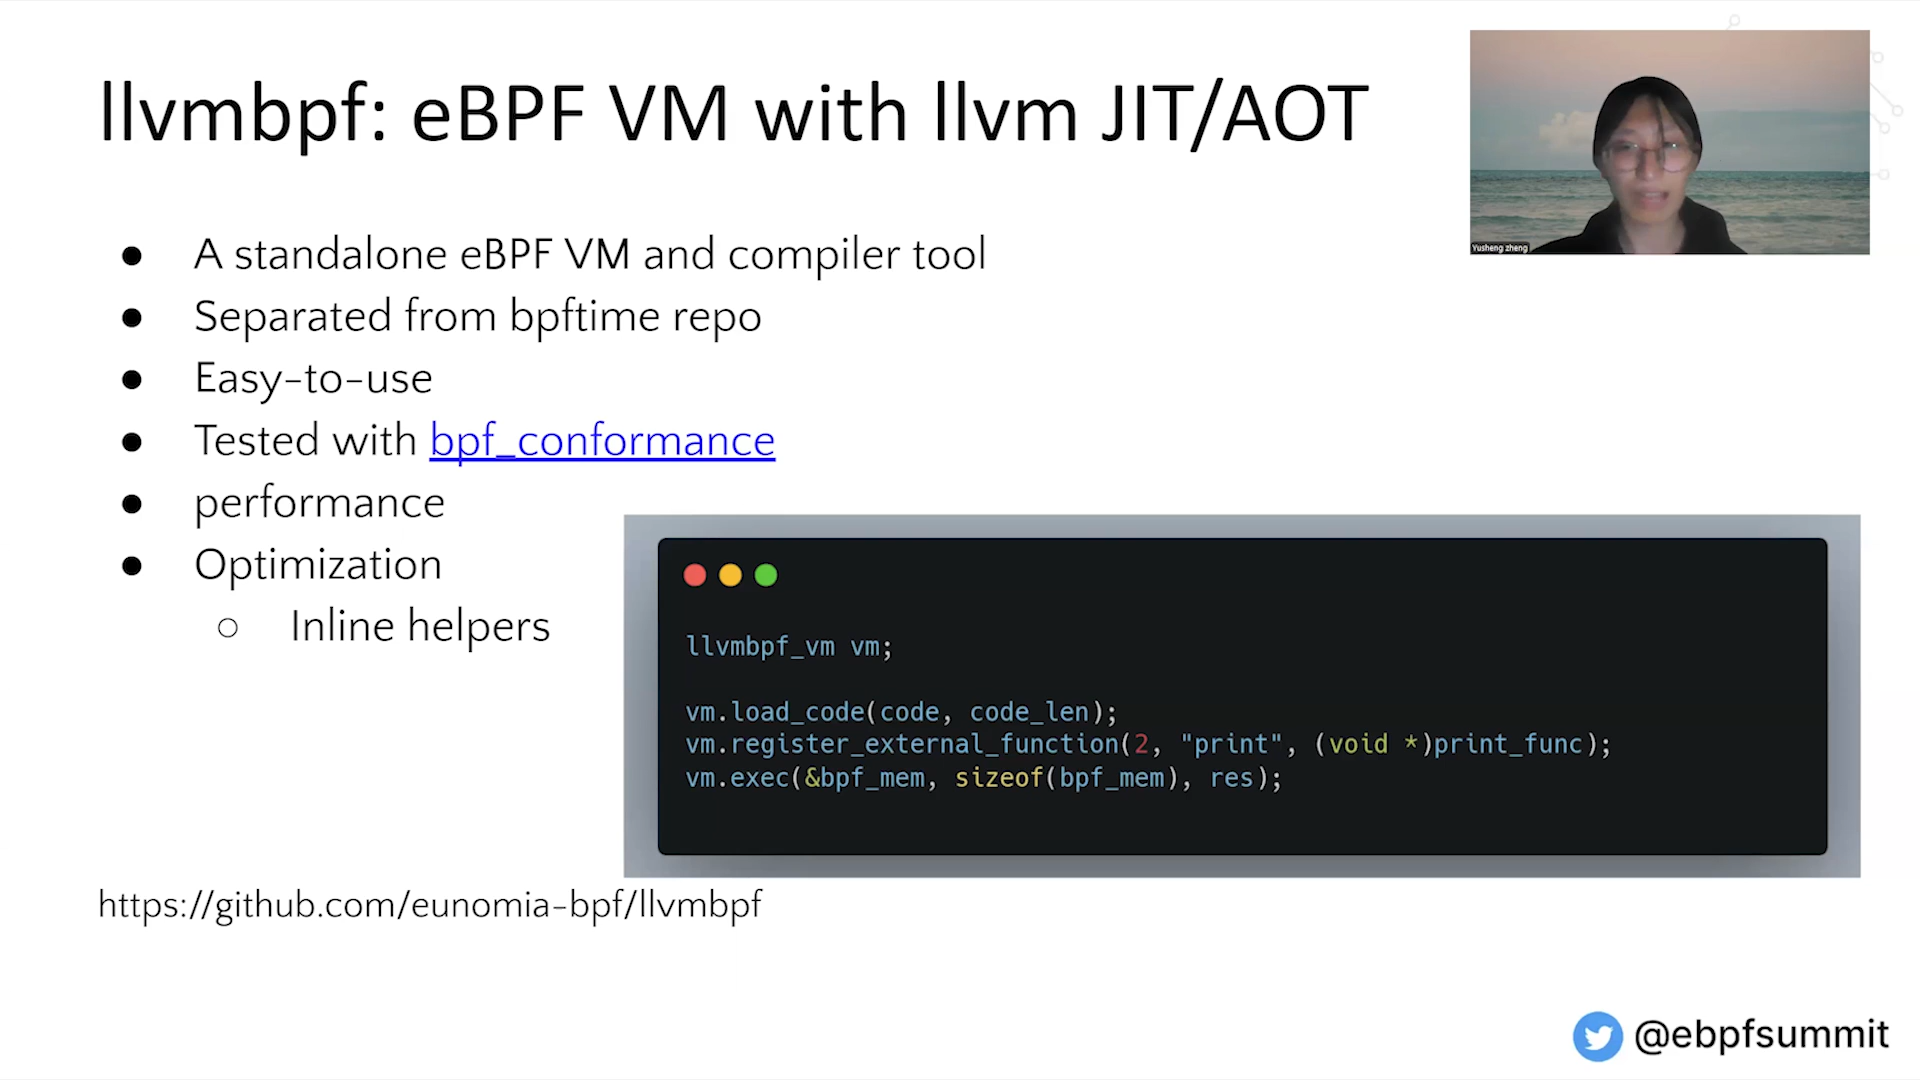 llvmbpf: eBPF VM with llvm JIT/AOT
Yusheng zheng
● A standalone eBPF VM and compiler tool
● Separated from bpftime repo
● Easy-to-use
● Tested with bpf_conformance
● performance
● Optimization
○ Inline helpers
llvmbpf_vm vm;
vm.load_code(code, code_len);
vm.register_external_function(2, "print", (void *)print_func);
vm.exec(&bpf_mem, sizeof(bpf_mem), res);
https://github.com/eunomia-bpf/llvmbpf
@ebpfsummit